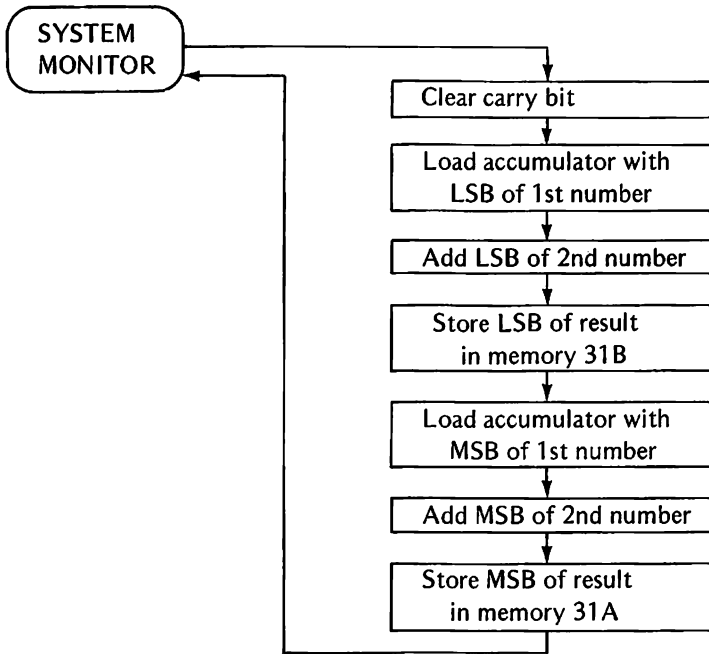 SYSTEM
MONITOR
Clear carry bit
Load accumulator with
LSB of 1st number
Add LSB of 2nd number
Store LSB of result
in memory 31B
Load accumulator with
MSB of 1st number
Add MSB of 2nd number
Store MSB of result
in memory 31A